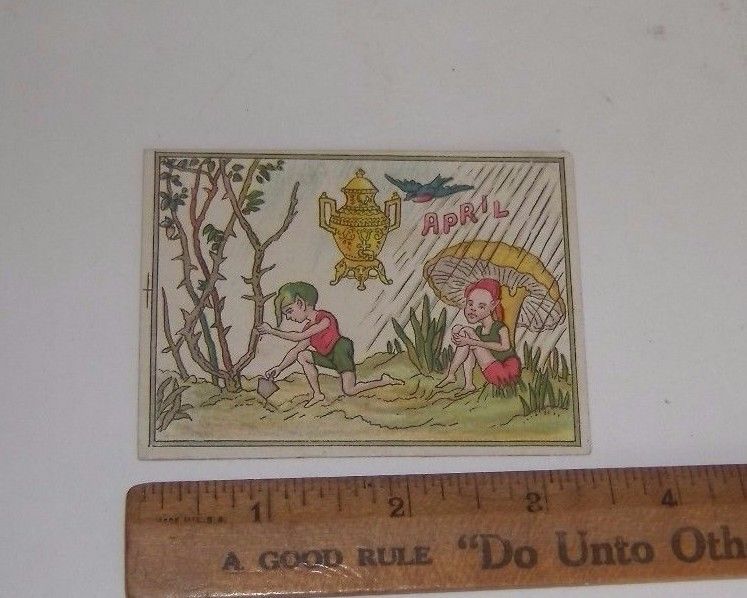 APRIL
1 2 3 4
A GOOD RULE "Do Unto Oth